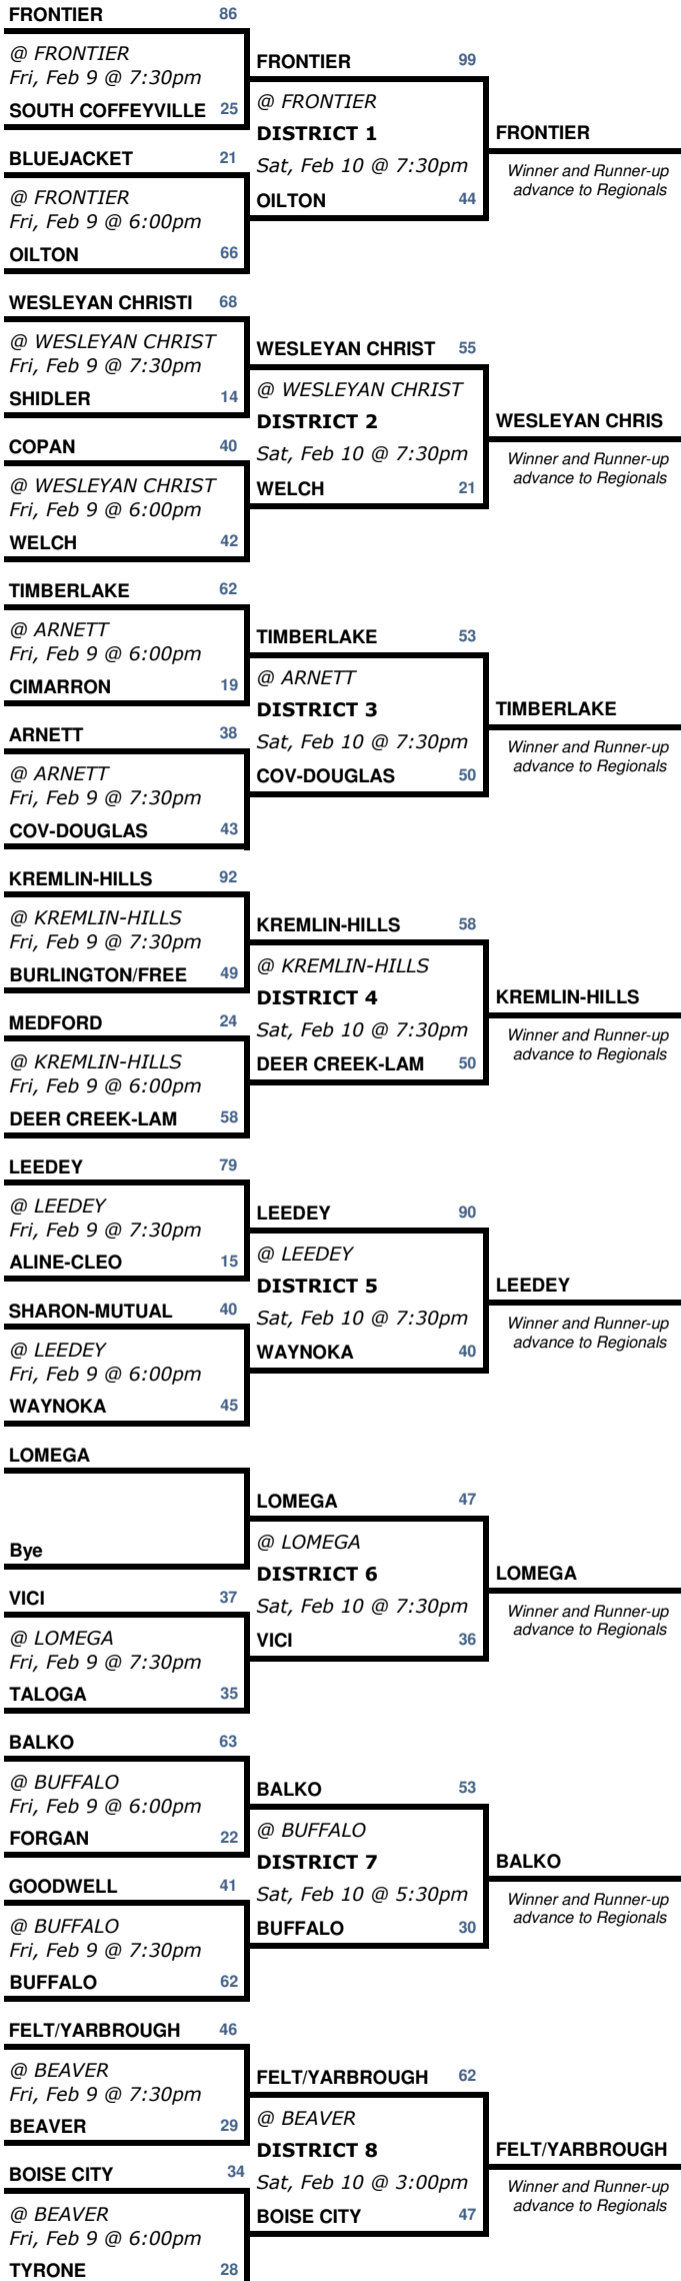 FRONTIER 86
@ FRONTIER
Fri, Feb 9 @ 7:30pm
SOUTH COFFEYVILLE 25
FRONTIER 99
@ FRONTIER
DISTRICT 1
Sat, Feb 10 @ 7:30pm
OILTON 44
FRONTIER
Winner and Runner-up
advance to Regionals
BLUEJACKET 21
@ FRONTIER
Fri, Feb 9 @ 6:00pm
OILTON 66
WESLEYAN CHRISTI 68
@ WESLEYAN CHRIST
Fri, Feb 9 @ 7:30pm
SHIDLER 14
WESLEYAN CHRIST 55
@ WESLEYAN CHRIST
DISTRICT 2
Sat, Feb 10 @ 7:30pm
WELCH 21
WESLEYAN CHRIS
Winner and Runner-up
advance to Regionals
COPAN 40
@ WESLEYAN CHRIST
Fri, Feb 9 @ 6:00pm
WELCH 42
TIMBERLAKE 62
@ ARNETT
Fri, Feb 9 @ 6:00pm
CIMARRON 19
TIMBERLAKE 53
@ ARNETT
DISTRICT 3
Sat, Feb 10 @ 7:30pm
COV-DOUGLAS 50
TIMBERLAKE
Winner and Runner-up
advance to Regionals
ARNETT 38
@ ARNETT
Fri, Feb 9 @ 7:30pm
COV-DOUGLAS 43
KREMLIN-HILLS 92
@ KREMLIN-HILLS
Fri, Feb 9 @ 7:30pm
BURLINGTON/FREE 49
KREMLIN-HILLS 58
@ KREMLIN-HILLS
DISTRICT 4
Sat, Feb 10 @ 7:30pm
DEER CREEK-LAM 50
KREMLIN-HILLS
Winner and Runner-up
advance to Regionals
MEDFORD 24
@ KREMLIN-HILLS
Fri, Feb 9 @ 6:00pm
DEER CREEK-LAM 58
LEEDEY 79
@ LEEDEY
Fri, Feb 9 @ 7:30pm
ALINE-CLEO 15
LEEDEY 90
@ LEEDEY
DISTRICT 5
Sat, Feb 10 @ 7:30pm
WAYNOKA 40
LEEDEY
Winner and Runner-up
advance to Regionals
SHARON-MUTUAL 40
@ LEEDEY
Fri, Feb 9 @ 6:00pm
WAYNOKA 45
LOMEGA
Bye
LOMEGA 47
@ LOMEGA
DISTRICT 6
Sat, Feb 10 @ 7:30pm
VICI 36
LOMEGA
Winner and Runner-up
advance to Regionals
VICI 37
@ LOMEGA
Fri, Feb 9 @ 7:30pm
TALOGA 35
BALKO 63
@ BUFFALO
Fri, Feb 9 @ 6:00pm
FORGAN 22
BALKO 53
@ BUFFALO
DISTRICT 7
Sat, Feb 10 @ 5:30pm
BUFFALO 30
BALKO
Winner and Runner-up
advance to Regionals
GOODWELL 41
@ BUFFALO
Fri, Feb 9 @ 7:30pm
BUFFALO 62
FELT/YARBROUGH 46
@ BEAVER
Fri, Feb 9 @ 7:30pm
BEAVER 29
FELT/YARBROUGH 62
@ BEAVER
DISTRICT 8
Sat, Feb 10 @ 3:00pm
BOISE CITY 47
FELT/YARBROUGH
Winner and Runner-up
advance to Regionals
BOISE CITY 34
@ BEAVER
Fri, Feb 9 @ 6:00pm
TYRONE 28